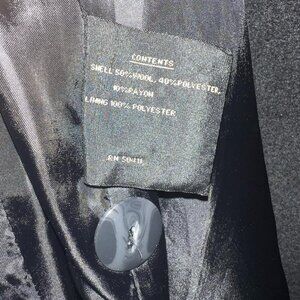 CONTENTS
SHELL 50% WOOL, 40% POLYESTER,
10% RAYON
LINING 100% POLYESTER
RN 50411